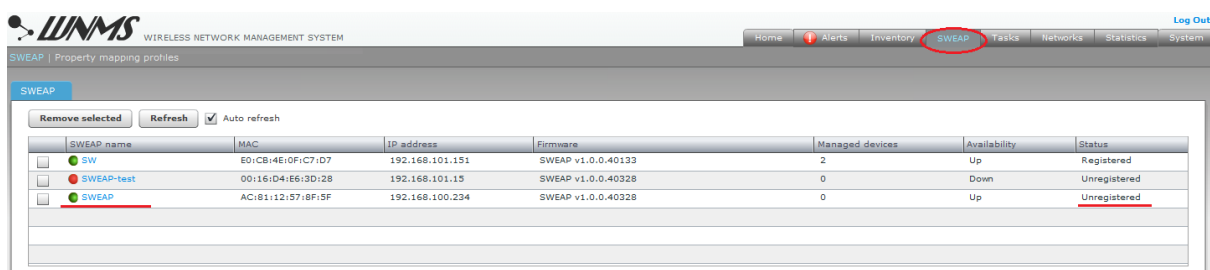 Log Out
WNMS WIRELESS NETWORK MANAGEMENT SYSTEM
Home Alerts Inventory SWEAP Tasks Networks Statistics System
SWEAP | Property mapping profiles
SWEAP
Remove selected Refresh Auto refresh
SWEAP name MAC IP address Firmware Managed devices Availability Status
SW E0:CB:4E:0F:C7:D7 192.168.101.151 SWEAP v1.0.0.40133 2 Up Registered
SWEAP-test 00:16:D4:E6:3D:28 192.168.101.15 SWEAP v1.0.0.40328 0 Down Unregistered
SWEAP AC:81:12:57:8F:5F 192.168.100.234 SWEAP v1.0.0.40328 0 Up Unregistered